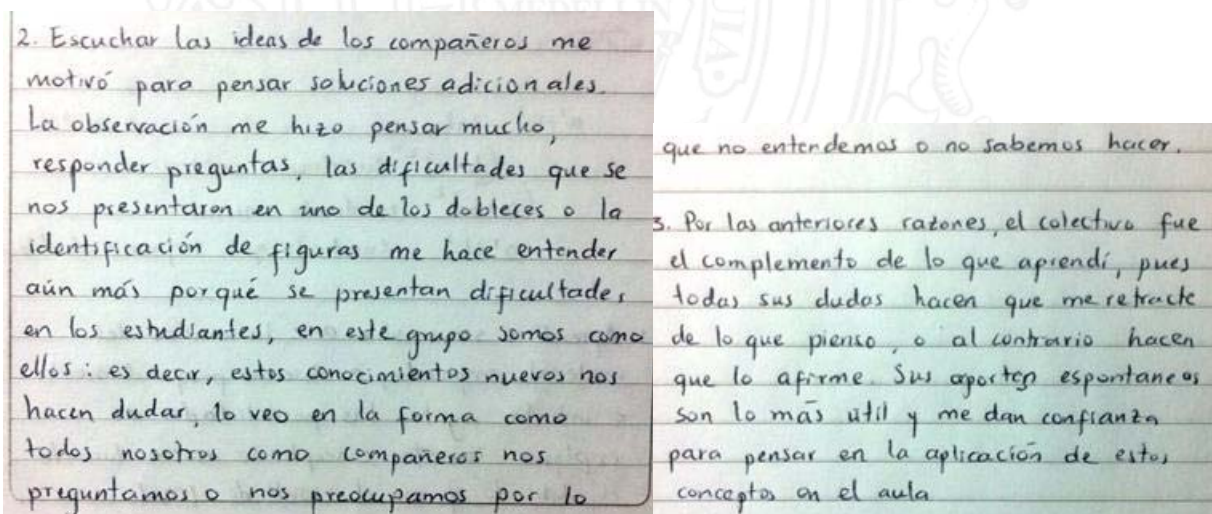 2. Escuchar las ideas de los compañeros me
motivó para pensar soluciones adicionales.
La observación me hizo pensar mucho,
responder preguntas, las dificultades que se
nos presentaron en uno de los dobleces o la
identificación de figuras me hace entender
aún más porqué se presentan dificultades
en los estudiantes, en este grupo somos como
ellos: es decir, estos conocimientos nuevos nos
hacen dudar, lo veo en la forma como
todos nosotros como compañeros nos
preguntamos o nos preocupamos por lo
que no entendemos o no sabemos hacer.
3. Por las anteriores razones, el colectivo fue
el complemento de lo que aprendí, pues
todas sus dudas hacen que me retracte
de lo que pienso, o al contrario hacen
que lo afirme. Sus aportes espontaneos
son lo más util y me dan confianza
para pensar en la aplicación de estos
conceptos en el aula